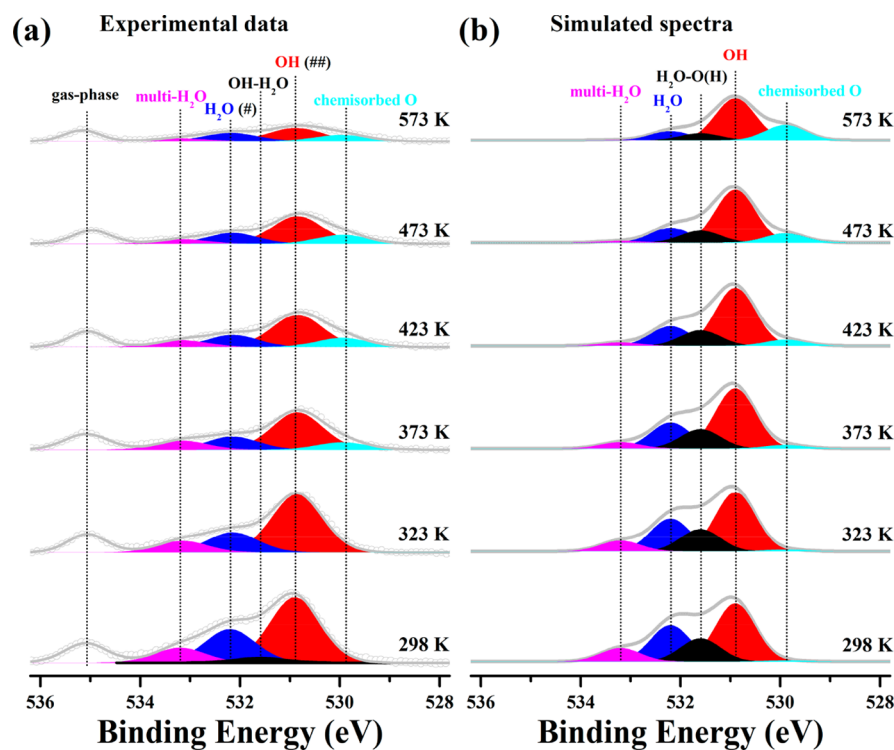 (a) Experimental data
OH (##)
OH-H₂O
gas-phase multi-H₂O H₂O (#) chemisorbed O
573 K
473 K
423 K
373 K
323 K
298 K
536 534 532 530 528
Binding Energy (eV)
(b) Simulated spectra
OH
H₂O-O(H)
multi-H₂O H₂O chemisorbed O
573 K
473 K
423 K
373 K
323 K
298 K
536 534 532 530 528
Binding Energy (eV)